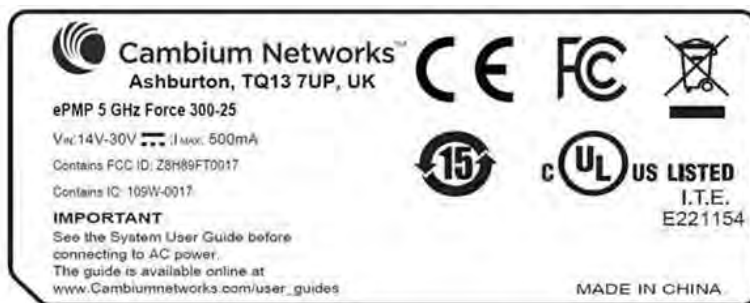 Cambium Networks™
Ashburton, TQ13 7UP, UK
ePMP 5 GHz Force 300-25
VIN:14V-30V ;IMAX: 500mA
Contains FCC ID: Z8H89FT0017
Contains IC: 109W-0017
IMPORTANT
See the System User Guide before
connecting to AC power.
The guide is available online at
www.Cambiumnetworks.com/user_guides
CE FC
15
C UL US LISTED
I.T.E.
E221154
MADE IN CHINA